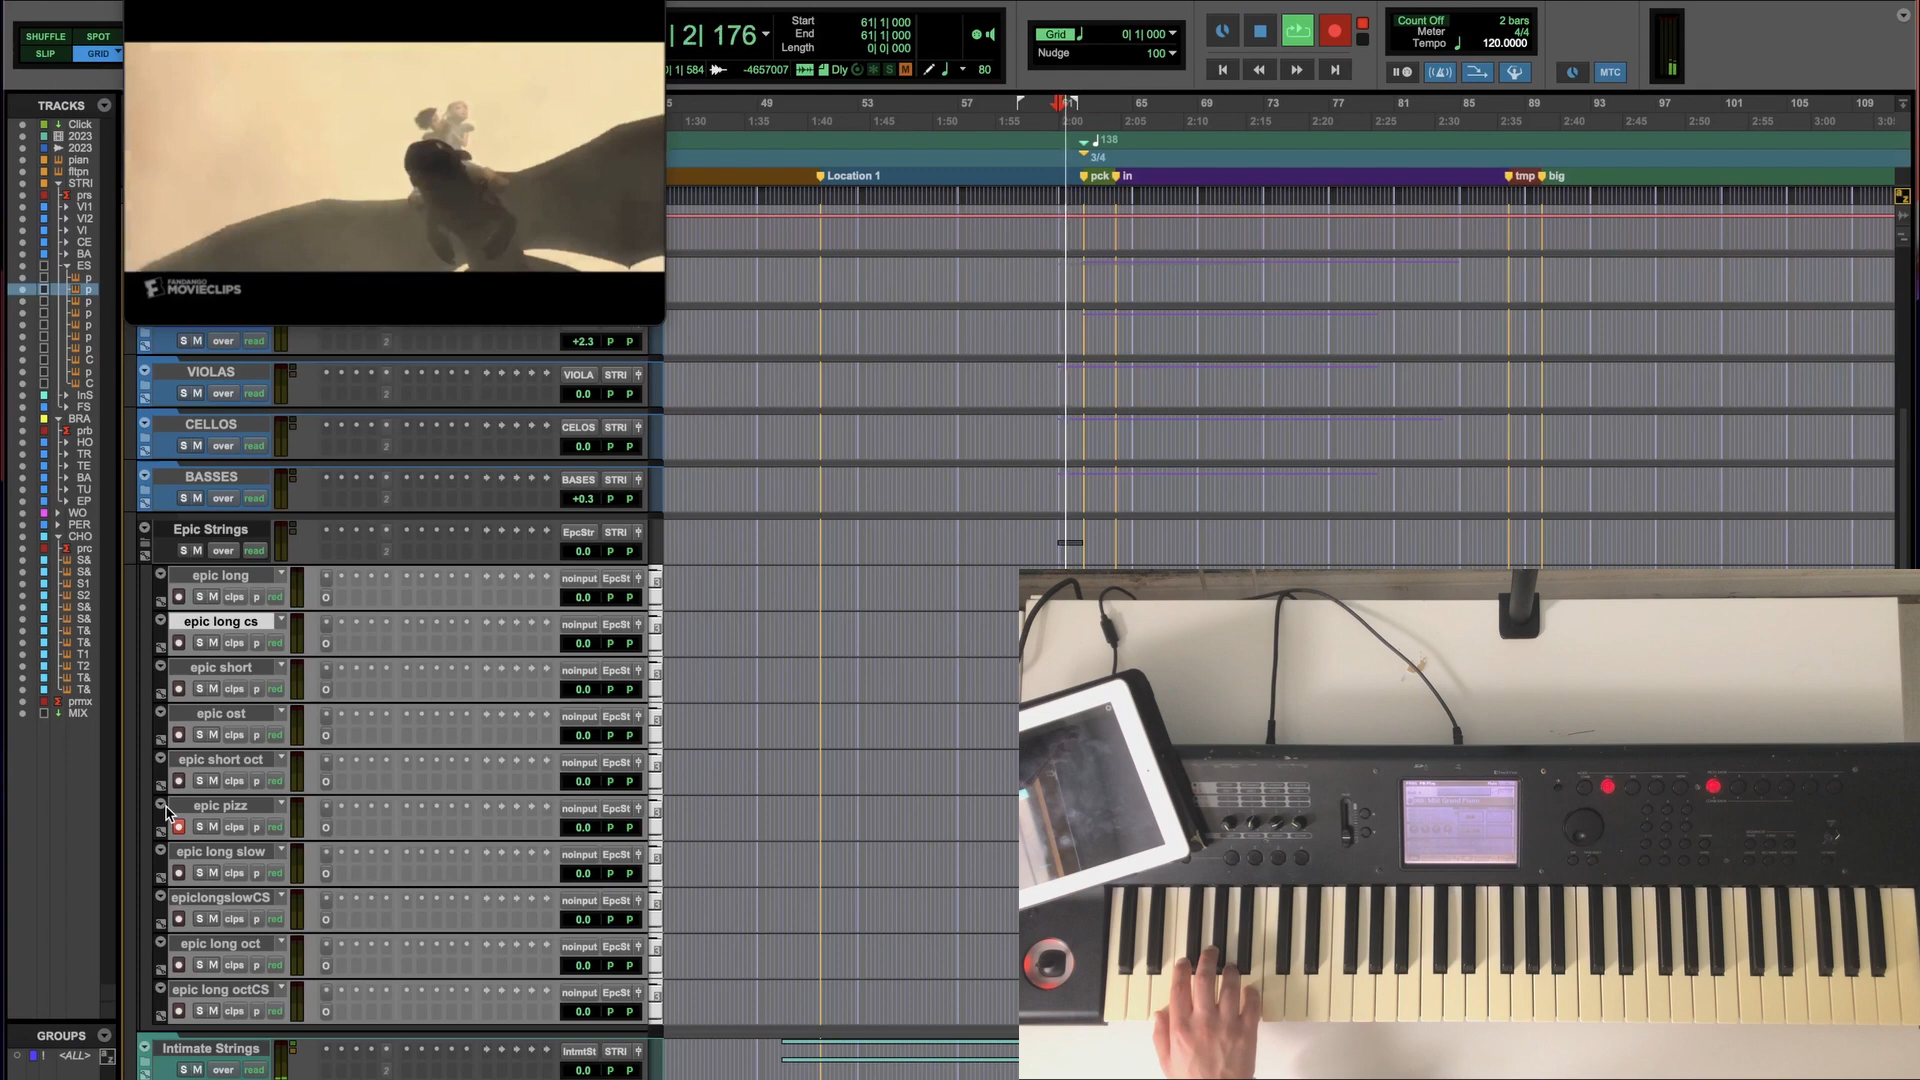 SHUFFLE SPOT
SLIP GRID
2| 176
Start 61| 1| 000
End 61| 1| 000
Length 0| 0| 000
1| 584 -4657007 Dly S M 80
Grid 0| 1| 000
Nudge 100
Count Off 2 bars
Meter 4/4
Tempo 120.0000
MTC
TRACKS
Click
2023
2023
pian
fltpn
STRI
prs
VI1
VI2
VI
CE
BA
ES
p
p
p
p
p
p
p
C
p
C
InS
FS
BRA
prb
HO
TR
TE
BA
TU
EP
WO
PER
CHO
prc
S&
S&
S1
S2
S&
S&
T&
T&
T1
T2
T&
T&
prmx
MIX
GROUPS
! <ALL>
FANDANGO
MOVIECLIPS
5 49 53 57 61 65 69 73 77 81 85 89 93 97 101 105 109
1:30 1:35 1:40 1:45 1:50 1:55 2:00 2:05 2:10 2:15 2:20 2:25 2:30 2:35 2:40 2:45 2:50 2:55 3:00 3:0
138
3/4
Location 1 pck in tmp big
S M over read 2 +2.3 P P
VIOLAS VIOLA STRI
S M over read 2 0.0 P P
CELLOS CELOS STRI
S M over read 2 0.0 P P
BASSES BASES STRI
S M over read 2 +0.3 P P
Epic Strings EpcStr STRI
S M over read 2 0.0 P P
epic long noinput EpcSt
S M clps p red 0.0 P P
epic long cs noinput EpcSt
S M clps p red 0.0 P P
epic short noinput EpcSt
S M clps p red 0.0 P P
epic ost noinput EpcSt
S M clps p red 0.0 P P
epic short oct noinput EpcSt
S M clps p red 0.0 P P
epic pizz noinput EpcSt
S M clps p red 0.0 P P
epic long slow noinput EpcSt
S M clps p red 0.0 P P
epiclongslowCS noinput EpcSt
S M clps p red 0.0 P P
epic long oct noinput EpcSt
S M clps p red 0.0 P P
epic long octCS noinput EpcSt
S M clps p red 0.0 P P
Intimate Strings IntmtSt STRI
S M over read 2 0.0 P P